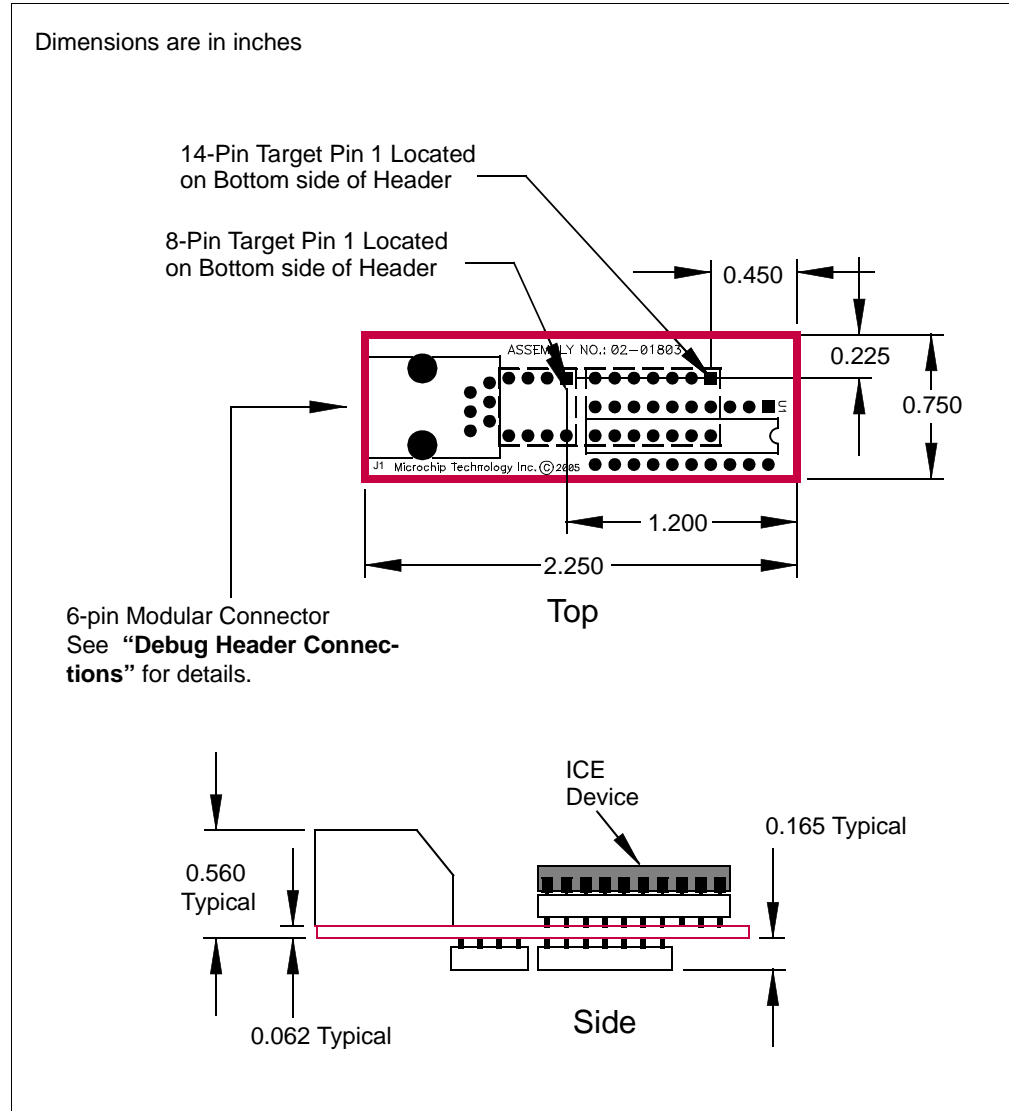 Dimensions are in inches
14-Pin Target Pin 1 Located
on Bottom side of Header
8-Pin Target Pin 1 Located
on Bottom side of Header
0.450
0.225
0.750
ASSEMBLY NO.: 02-01803
U1
J1 Microchip Technology Inc. © 2005
1.200
2.250
Top
6-pin Modular Connector
See “Debug Header Connec-
tions” for details.
ICE
Device
0.165 Typical
0.560
Typical
0.062 Typical
Side